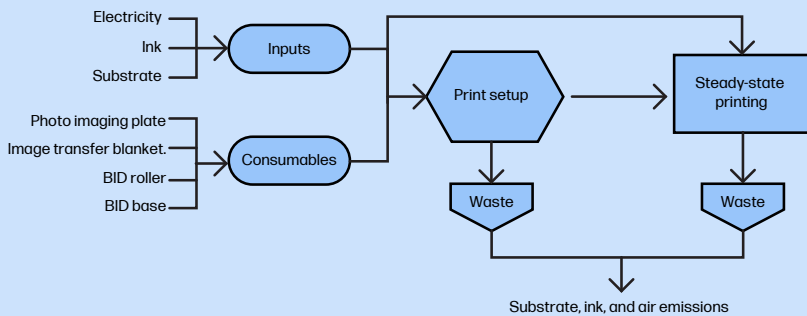 Electricity
Ink
Substrate
Inputs
Photo imaging plate
Image transfer blanket.
BID roller
BID base
Consumables
Print setup
Steady-state
printing
Waste
Waste
Substrate, ink, and air emissions